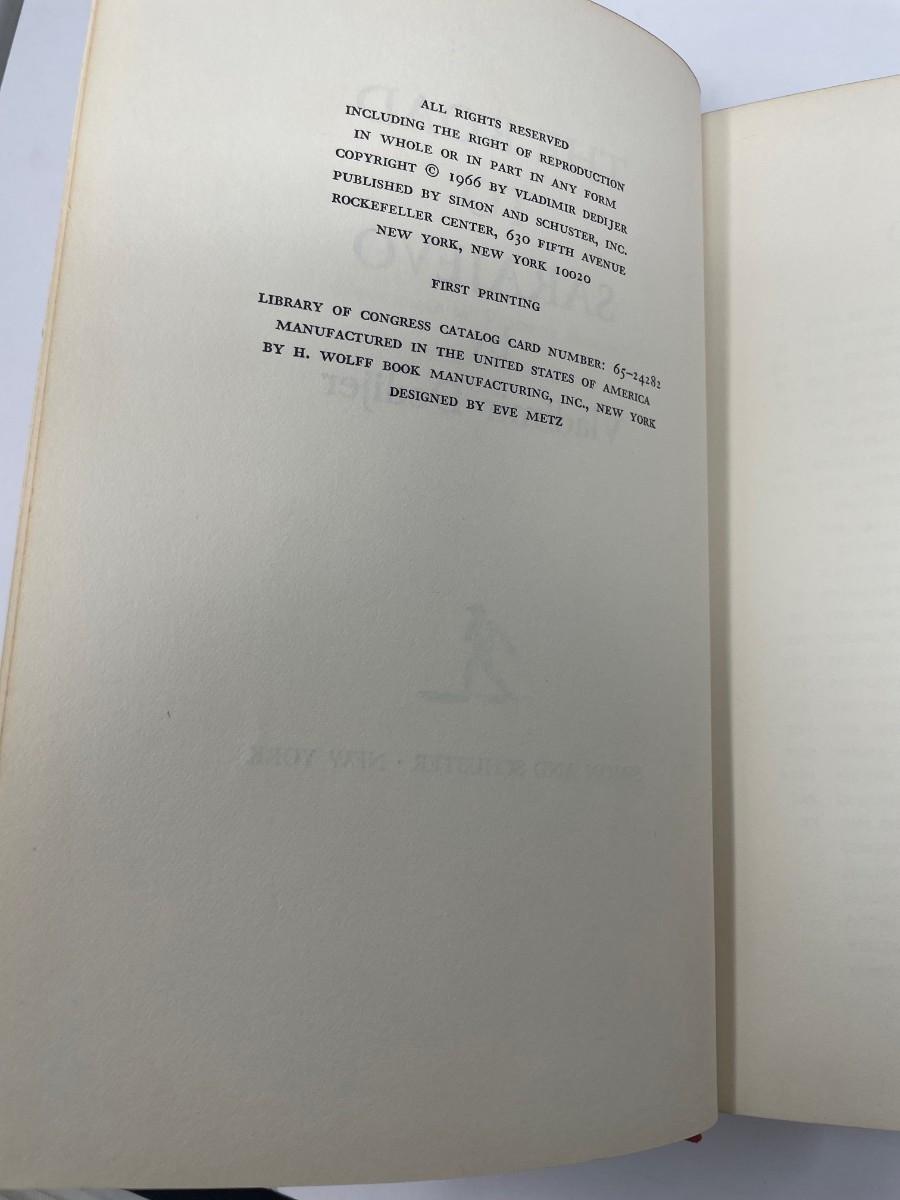 ALL RIGHTS RESERVED
INCLUDING THE RIGHT OF REPRODUCTION
IN WHOLE OR IN PART IN ANY FORM
COPYRIGHT © 1966 BY VLADIMIR DEDIJER
PUBLISHED BY SIMON AND SCHUSTER, INC.
ROCKEFELLER CENTER, 630 FIFTH AVENUE
NEW YORK, NEW YORK 10020
FIRST PRINTING
LIBRARY OF CONGRESS CATALOG CARD NUMBER: 65–24282
MANUFACTURED IN THE UNITED STATES OF AMERICA
BY H. WOLFF BOOK MANUFACTURING, INC., NEW YORK
DESIGNED BY EVE METZ